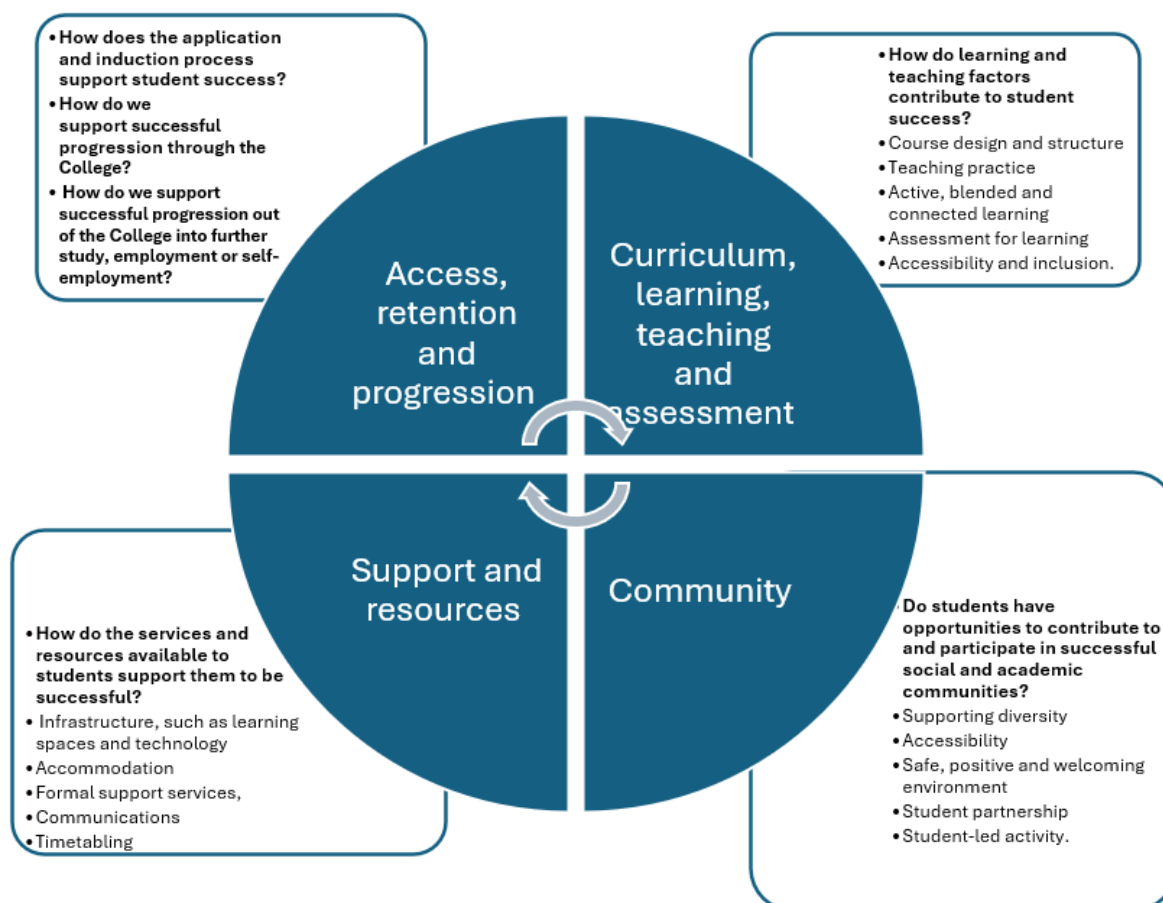 •How does the application
and induction process
support student success?
•How do we
support successful
progression through the
College?
• How do we support
successful progression out
of the College into further
study, employment or self-
employment?
•How do learning and
teaching factors
contribute to student
success?
•Course design and structure
•Teaching practice
•Active, blended and
connected learning
•Assessment for learning
•Accessibility and inclusion.
Access,
retention
and
progression
Curriculum,
learning,
teaching
and
assessment
Support and
resources
Community
•How do the services and
resources available to
students support them to be
successful?
• Infrastructure, such as learning
spaces and technology
•Accommodation
•Formal support services,
•Communications
•Timetabling
•Do students have
opportunities to contribute to
and participate in successful
social and academic
communities?
•Supporting diversity
•Accessibility
•Safe, positive and welcoming
environment
•Student partnership
•Student-led activity.